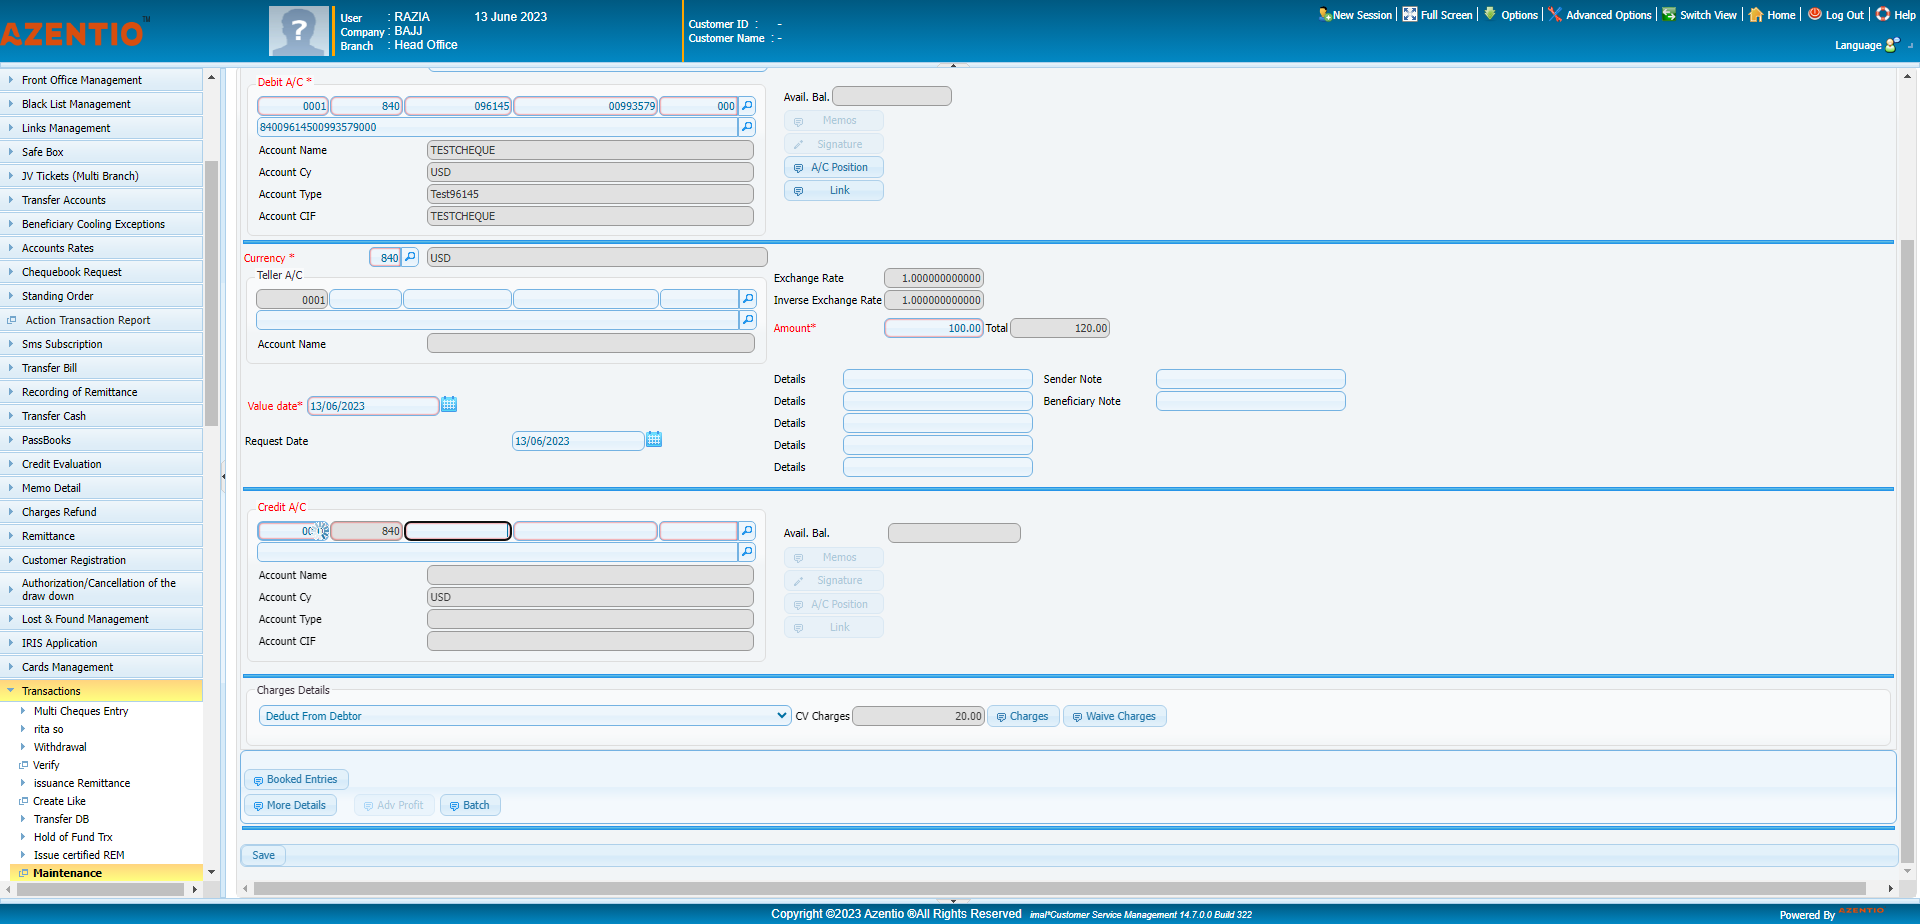 AZENTIO™
User : RAZIA 13 June 2023
Company : BAJJ
Branch : Head Office
Customer ID : -
Customer Name : -
New Session Full Screen Options Advanced Options Switch View Home Log Out Help
Language
Front Office Management
Black List Management
Links Management
Safe Box
JV Tickets (Multi Branch)
Transfer Accounts
Beneficiary Cooling Exceptions
Accounts Rates
Chequebook Request
Standing Order
Action Transaction Report
Sms Subscription
Transfer Bill
Recording of Remittance
Transfer Cash
PassBooks
Credit Evaluation
Memo Detail
Charges Refund
Remittance
Customer Registration
Authorization/Cancellation of the
draw down
Lost & Found Management
IRIS Application
Cards Management
Transactions
Multi Cheques Entry
rita so
Withdrawal
Verify
issuance Remittance
Create Like
Transfer DB
Hold of Fund Trx
Issue certified REM
Maintenance
Debit A/C *
0001 840 096145 00993579 000
84009614500993579000
Account Name TESTCHEQUE
Account Cy USD
Account Type Test96145
Account CIF TESTCHEQUE
Avail. Bal.
Memos
Signature
A/C Position
Link
Currency * 840 USD
Teller A/C
0001
Account Name
Exchange Rate 1.000000000000
Inverse Exchange Rate 1.000000000000
Amount* 100.00 Total 120.00
Value date* 13/06/2023
Request Date 13/06/2023
Details Sender Note
Details Beneficiary Note
Details
Details
Details
Credit A/C
840
Account Name
Account Cy USD
Account Type
Account CIF
Avail. Bal.
Memos
Signature
A/C Position
Link
Charges Details
Deduct From Debtor CV Charges 20.00 Charges Waive Charges
Booked Entries
More Details Adv Profit Batch
Save
Copyright ©2023 Azentio ®All Rights Reserved imal*Customer Service Management 14.7.0.0 Build 322
Powered By AZENTIO